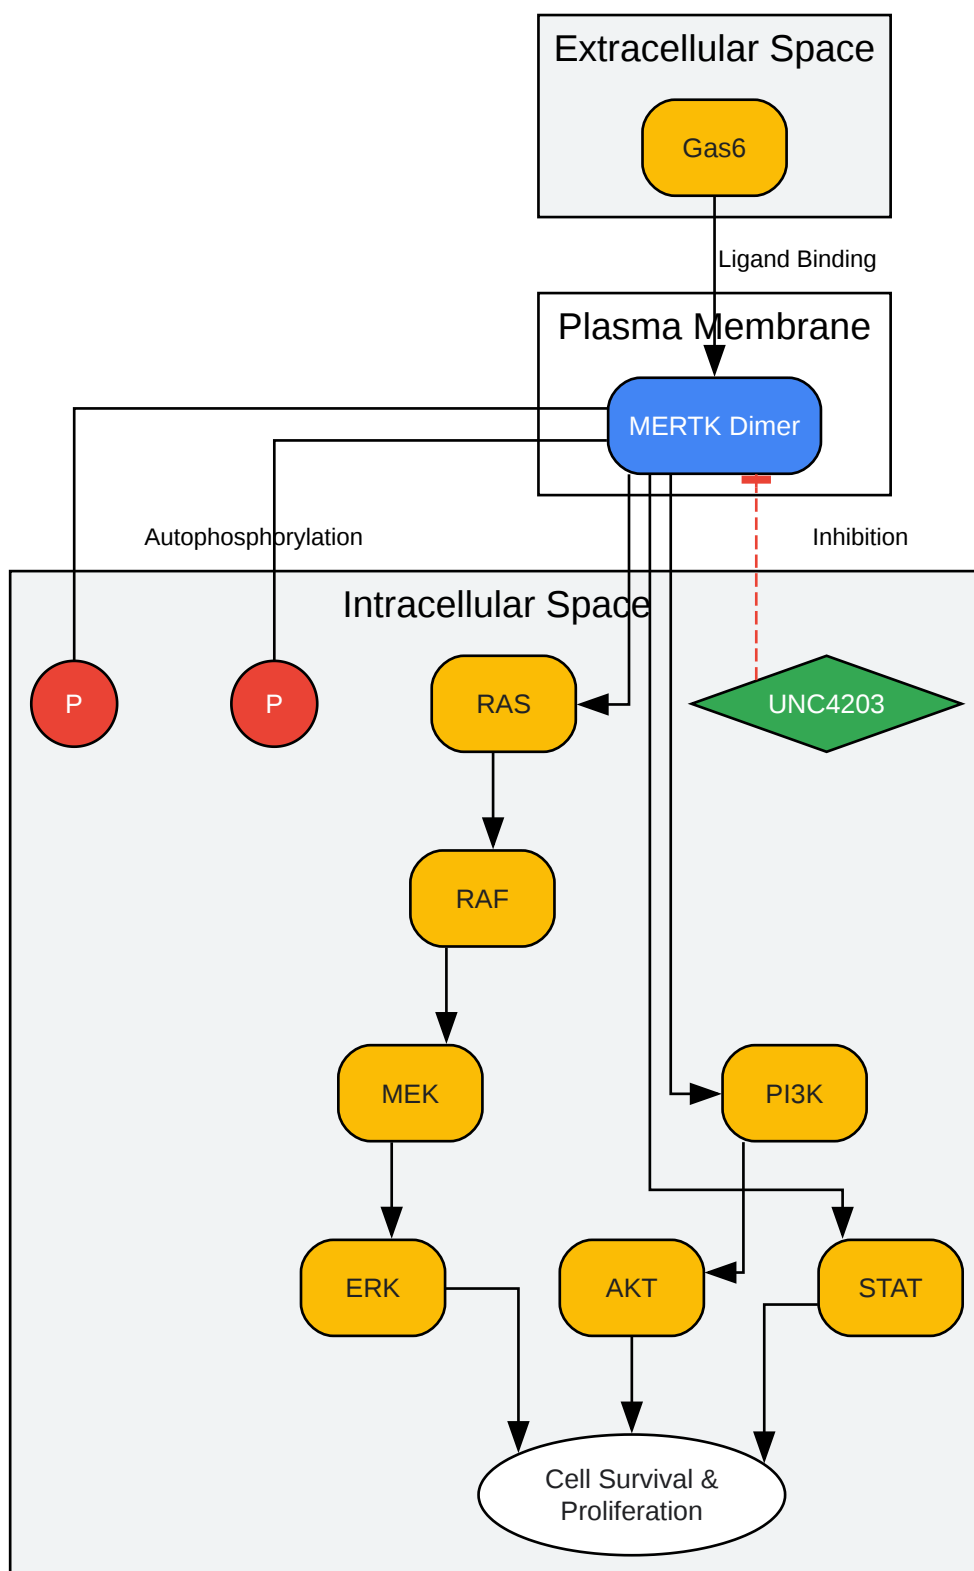 Extracellular Space
Gas6
Ligand Binding
Plasma Membrane
MERTK Dimer
Autophosphorylation
Inhibition
Intracellular Space
P
P
RAS
UNC4203
RAF
MEK
PI3K
ERK
AKT
STAT
Cell Survival &
Proliferation